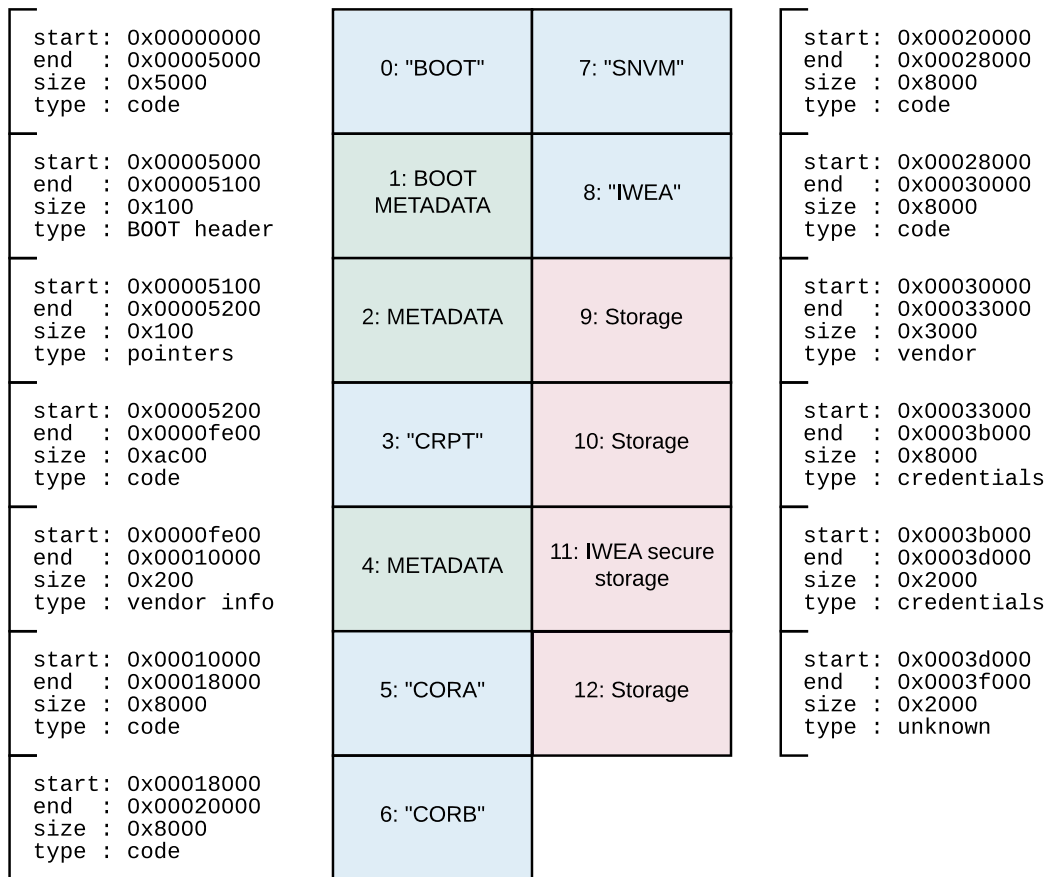 start: 0x00000000
end  : 0x00005000
size : 0x5000
type : code
0: "BOOT"
7: "SNVM"
start: 0x00020000
end  : 0x00028000
size : 0x8000
type : code
start: 0x00005000
end  : 0x00005100
size : 0x100
type : BOOT header
1: BOOT
METADATA
8: "IWEA"
start: 0x00028000
end  : 0x00030000
size : 0x8000
type : code
start: 0x00005100
end  : 0x00005200
size : 0x100
type : pointers
2: METADATA
9: Storage
start: 0x00030000
end  : 0x00033000
size : 0x3000
type : vendor
start: 0x00005200
end  : 0x0000fe00
size : 0xac00
type : code
3: "CRPT"
10: Storage
start: 0x00033000
end  : 0x0003b000
size : 0x8000
type : credentials
start: 0x0000fe00
end  : 0x00010000
size : 0x200
type : vendor info
4: METADATA
11: IWEA secure
storage
start: 0x0003b000
end  : 0x0003d000
size : 0x2000
type : credentials
start: 0x00010000
end  : 0x00018000
size : 0x8000
type : code
5: "CORA"
12: Storage
start: 0x0003d000
end  : 0x0003f000
size : 0x2000
type : unknown
start: 0x00018000
end  : 0x00020000
size : 0x8000
type : code
6: "CORB"